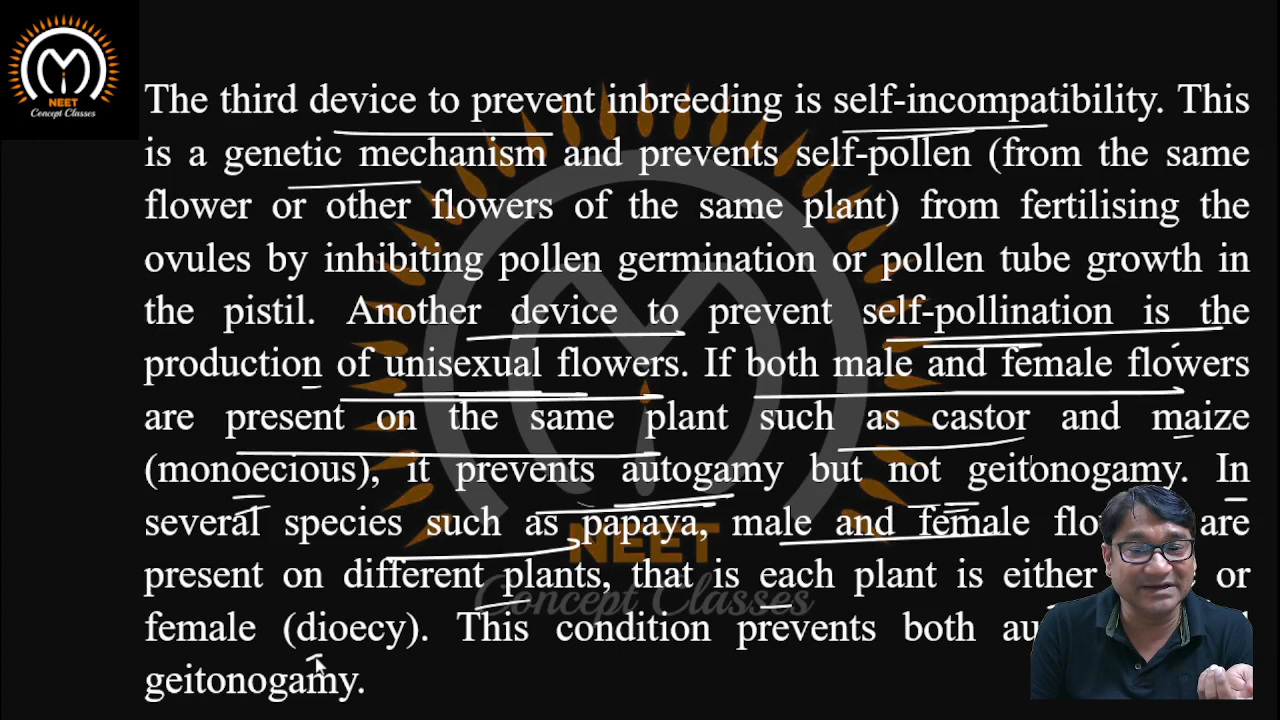 NEET
Concept Classes
The third device to prevent inbreeding is self-incompatibility. This
is a genetic mechanism and prevents self-pollen (from the same
flower or other flowers of the same plant) from fertilising the
ovules by inhibiting pollen germination or pollen tube growth in
the pistil. Another device to prevent self-pollination is the
production of unisexual flowers. If both male and female flowers
are present on the same plant such as castor and maize
(monoecious), it prevents autogamy but not geitonogamy. In
several species such as papaya, male and female are
present on different plants, that is each plant is either or
female (dioecy). This condition prevents both
geitonogamy.
NEET
Concept Classes